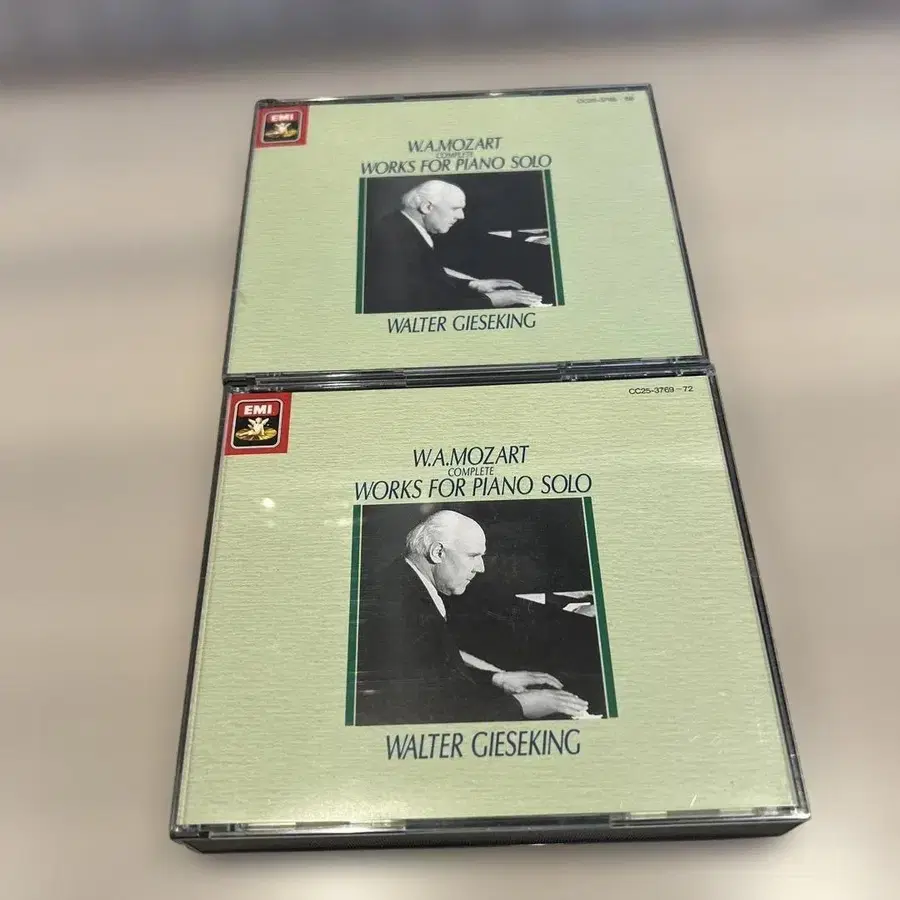 EMI
W.A.MOZART
COMPLETE
WORKS FOR PIANO SOLO
WALTER GIESEKING
EMI
CC25-3769~72
W.A.MOZART
COMPLETE
WORKS FOR PIANO SOLO
WALTER GIESEKING